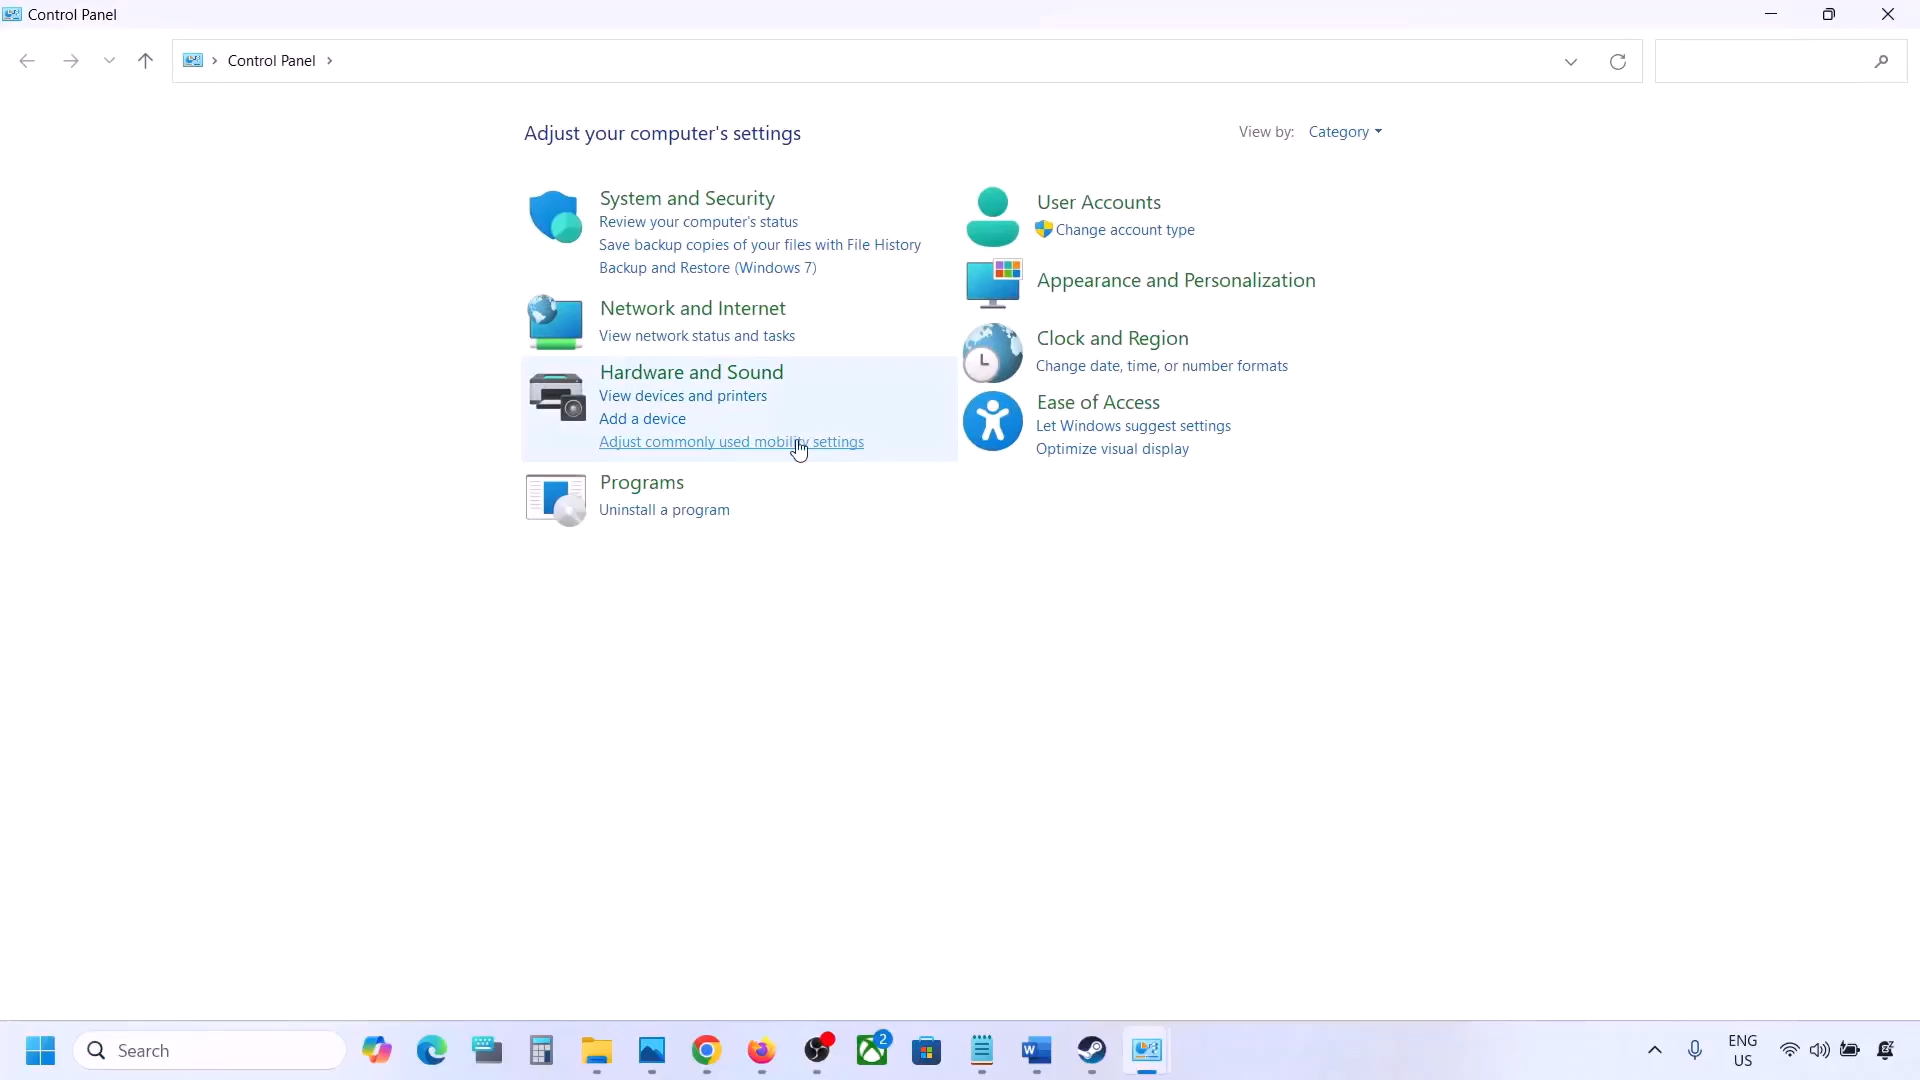 Control Panel
Control Panel
Adjust your computer's settings
View by: Category
System and Security
Review your computer's status
Save backup copies of your files with File History
Backup and Restore (Windows 7)
Network and Internet
View network status and tasks
Hardware and Sound
View devices and printers
Add a device
Adjust commonly used mobility settings
Programs
Uninstall a program
User Accounts
Change account type
Appearance and Personalization
Clock and Region
Change date, time, or number formats
Ease of Access
Let Windows suggest settings
Optimize visual display
Search
2
ENG
US